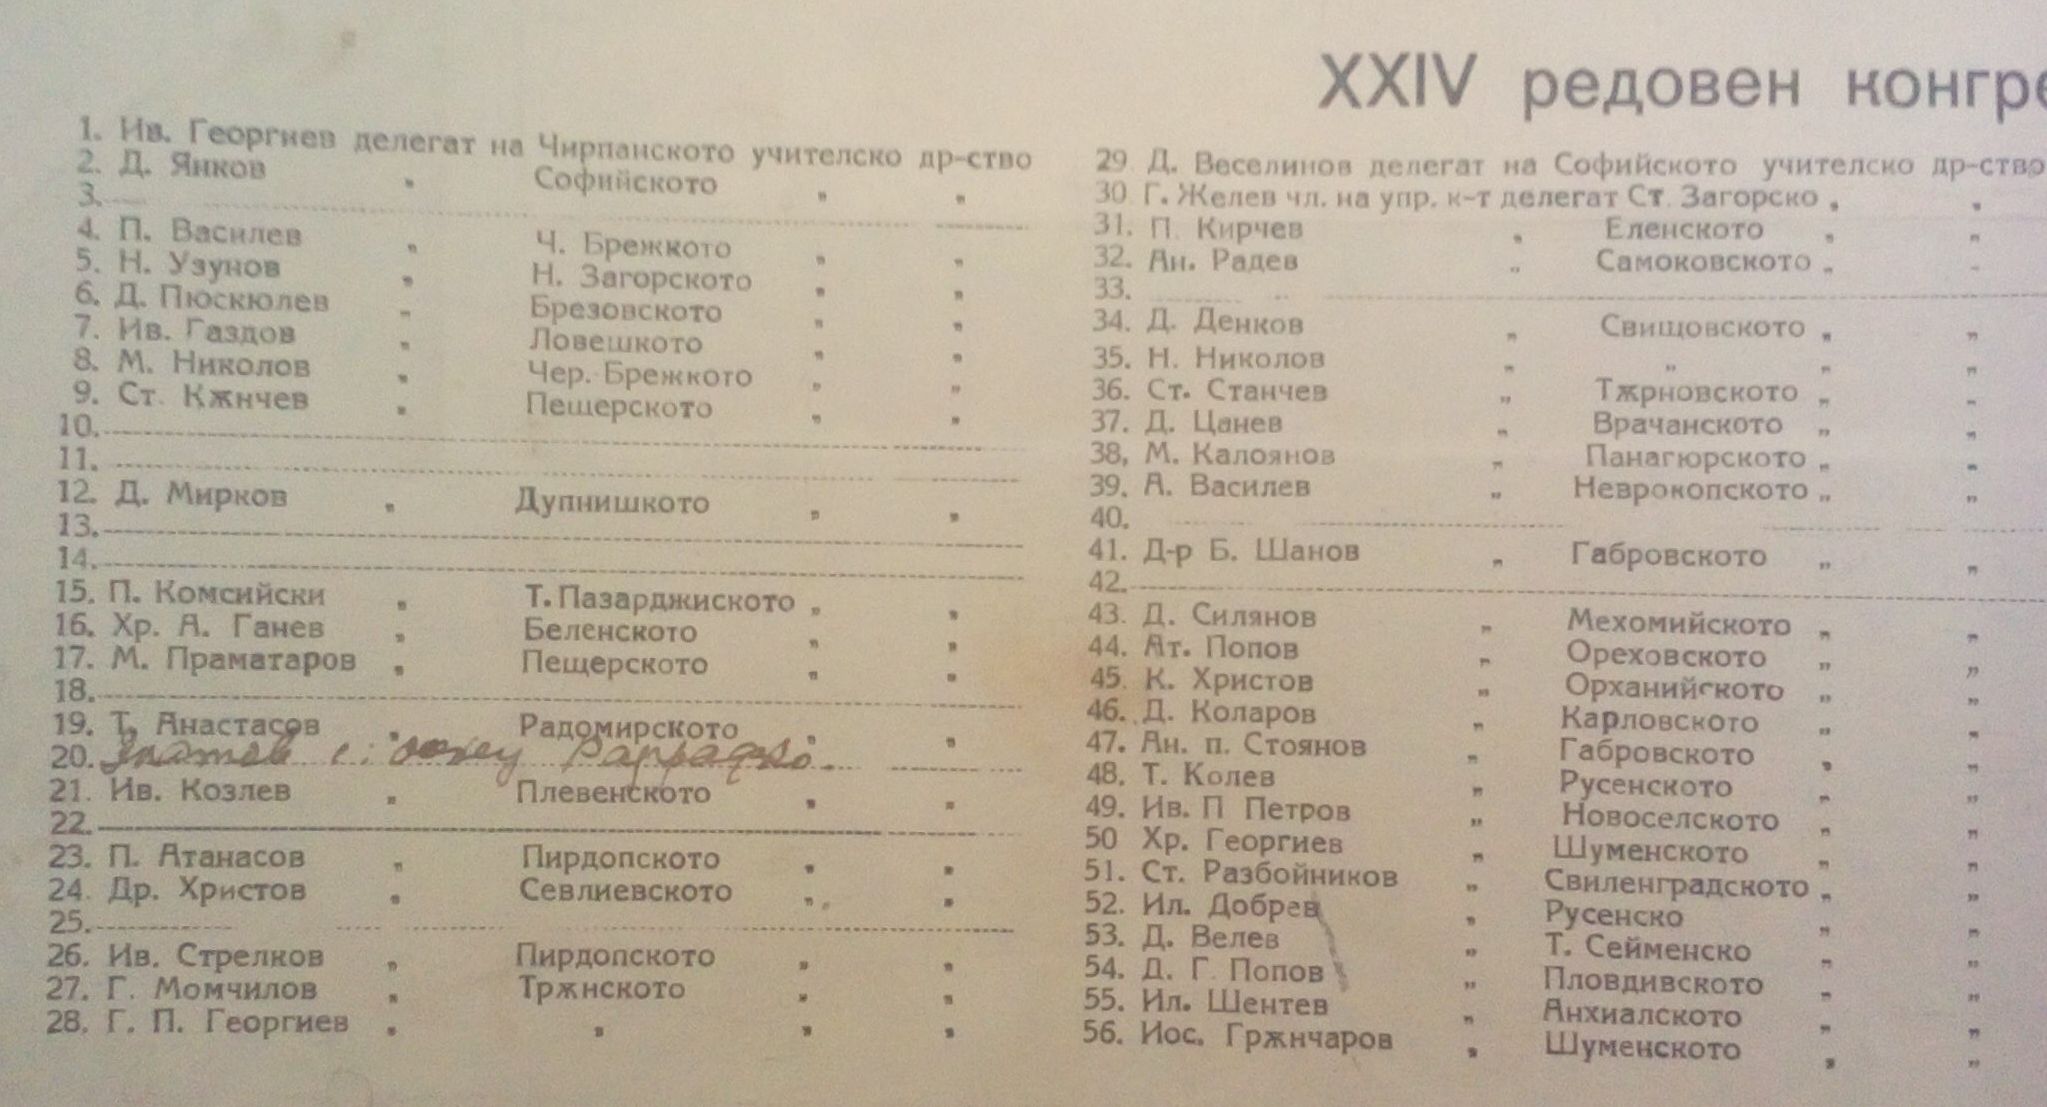 XXIV редовен конгре
1. Ив. Георгиев делегат на Чирпанското учителско др-ство
2. Д. Янков „ Софийското „ „
3.
4. П. Василев „ Ч. Брежкото „ „
5. Н. Узунов „ Н. Загорското „ „
6. Д. Пюскюлев „ Брезовското „ „
7. Ив. Газдов „ Ловешкото „ „
8. М. Николов „ Чер. Брежкого „ „
9. Ст. Кѫнчев „ Пещерското „ „
10.
11.
12. Д. Мирков „ Дупнишкото „ „
13.
14.
15. П. Комсийски „ Т. Пазарджиското „ „
16. Хр. А. Ганев „ Беленското „ „
17. М. Праматаров „ Пещерското „ „
18.
19. Т. Анастасов „ Радомирското „ „
20.
21. Ив. Козлев „ Плевенското „ „
22.
23. П. Атанасов „ Пирдопското „ „
24. Др. Христов „ Севлиевското „ „
25.
26. Ив. Стрелков „ Пирдопското „ „
27. Г. Момчилов „ Трѫнското „ „
28. Г. П. Георгиев „ „ „ „
29. Д. Веселинов делегат на Софийското учителско др-ство
30. Г. Желев чл. на упр. к-т делегат Ст. Загорско „ „
31. П. Кирчев „ Еленското „ „
32. Ан. Радев „ Самоковското „ „
33.
34. Д. Денков „ Свищовското „ „
35. Н. Николов „ „ „ „
36. Ст. Станчев „ Тѫрновското „ „
37. Д. Цанев „ Врачанското „ „
38, М. Калоянов „ Панагюрското „ „
39. А. Василев „ Неврокопското „ „
40.
41. Д-р Б. Шанов „ Габровското „ „
42.
43. Д. Силянов „ Мехомийското „ „
44. Ат. Попов „ Ореховското „ „
45. К. Христов „ Орханийското „ „
46. Д. Коларов „ Карловското „ „
47. Ан. п. Стоянов „ Габровското „ „
48. Т. Колев „ Русенското „ „
49. Ив. П Петров „ Новоселското „ „
50 Хр. Георгиев „ Шуменското „ „
51. Ст. Разбойников „ Свиленградското „ „
52. Ил. Добрев „ Русенско „ „
53. Д. Велев „ Т. Сейменско „ „
54. Д. Г. Попов „ Пловдивското „ „
55. Ил. Шентев „ Анхиалското „ „
56. Иос. Грѫнчаров „ Шуменското „ „